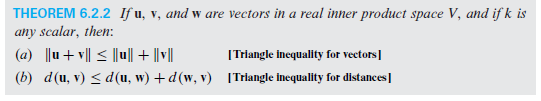 THEOREM 6.2.2 If u, v, and w are vectors in a real inner product space V, and if k is
any scalar, then:
(a) ‖u + v‖ ≤ ‖u‖ + ‖v‖ [Triangle inequality for vectors]
(b) d(u, v) ≤ d(u, w) + d(w, v) [Triangle inequality for distances]